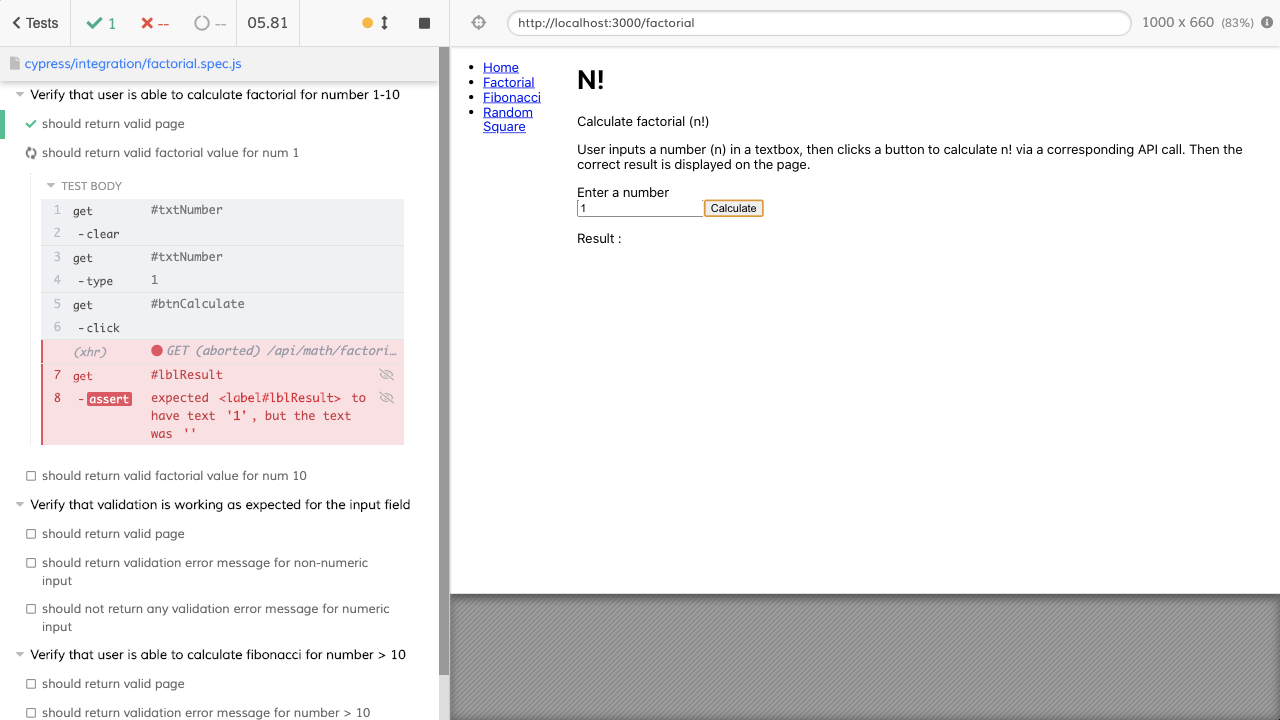 Tests
1
--
--
05.81
http://localhost:3000/factorial
1000 x 660 (83%)
cypress/integration/factorial.spec.js
Verify that user is able to calculate factorial for number 1-10
should return valid page
should return valid factorial value for num 1
TEST BODY
1 get #txtNumber
2 -clear
3 get #txtNumber
4 -type 1
5 get #btnCalculate
6 -click
(xhr) GET (aborted) /api/math/factori…
7 get #lblResult
8 -assert expected <label#lblResult> to
have text '1', but the text
was ''
should return valid factorial value for num 10
Verify that validation is working as expected for the input field
should return valid page
should return validation error message for non-numeric
input
should not return any validation error message for numeric
input
Verify that user is able to calculate fibonacci for number > 10
should return valid page
should return validation error message for number > 10
Home
Factorial
Fibonacci
Random
Square
N!
Calculate factorial (n!)
User inputs a number (n) in a textbox, then clicks a button to calculate n! via a corresponding API call. Then the
correct result is displayed on the page.
Enter a number
1 Calculate
Result :